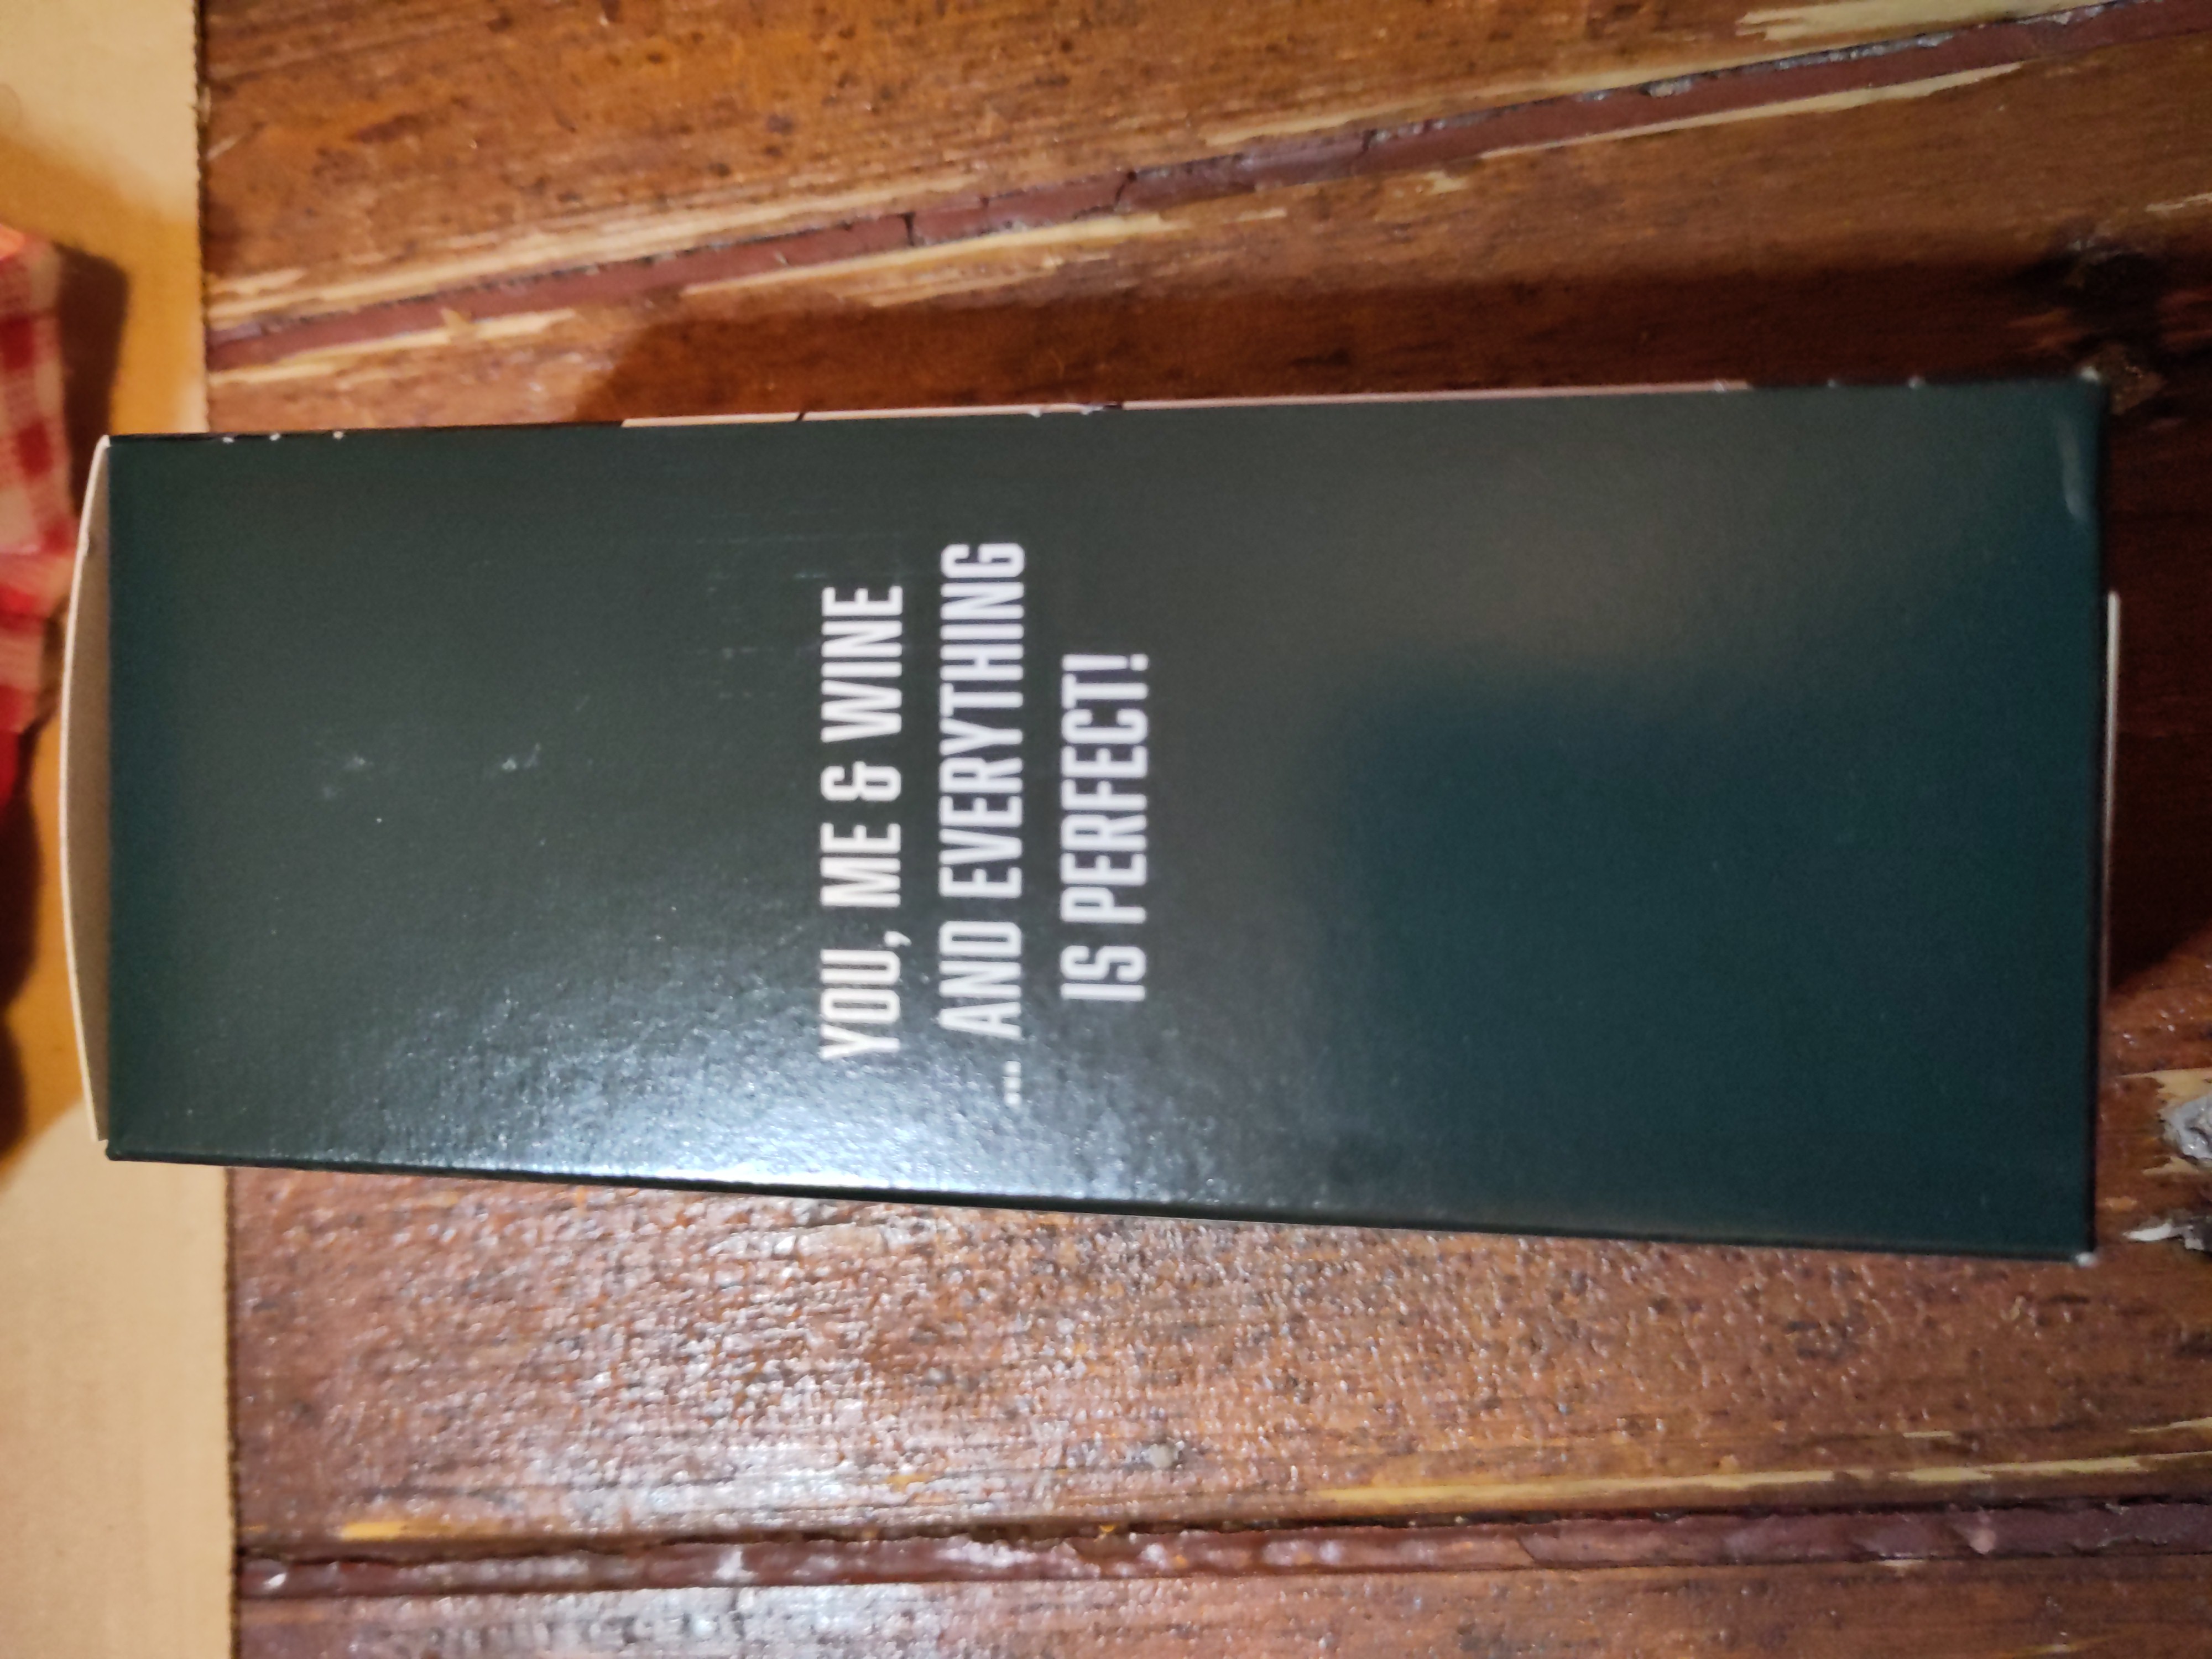 YOU, ME & WINE
... AND EVERYTHING
IS PERFECT!